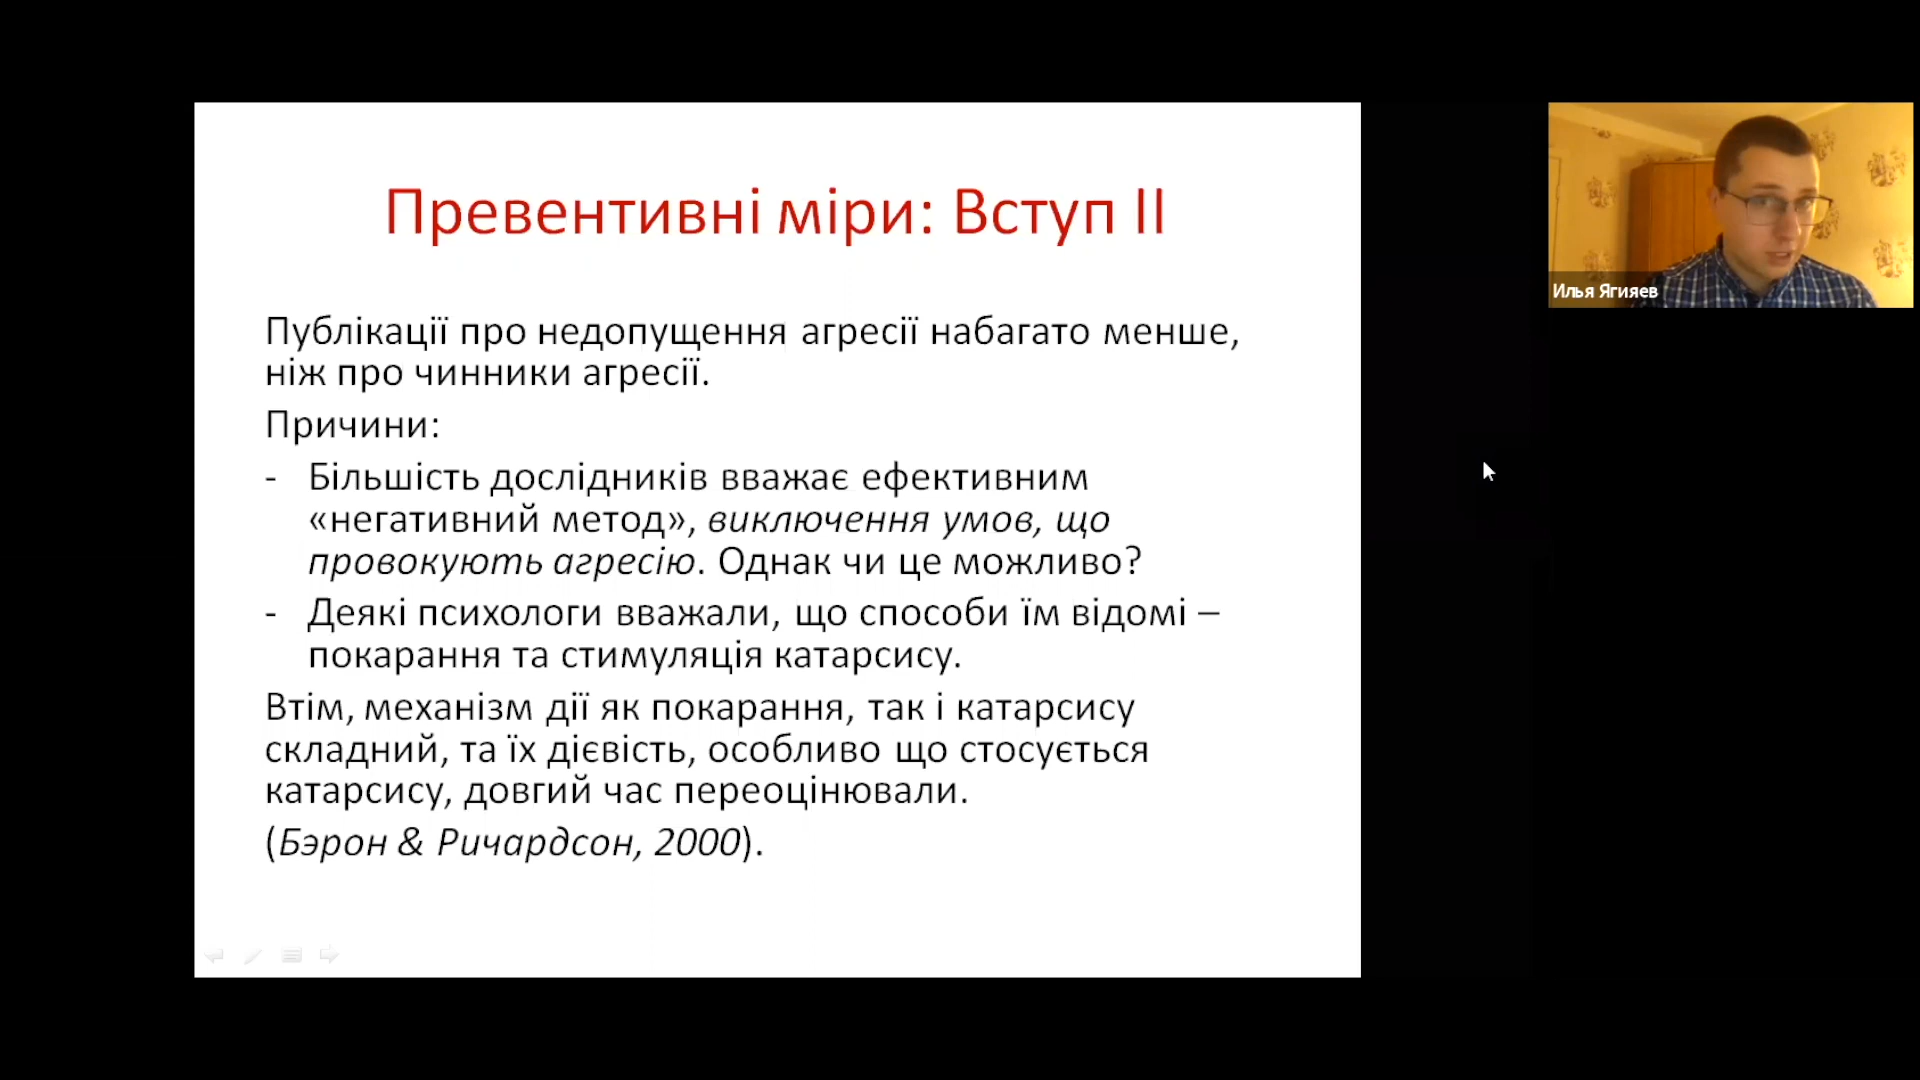 Превентивні міри: Вступ II
Публікації про недопущення агресії набагато менше,
ніж про чинники агресії.
Причини:
- Більшість дослідників вважає ефективним
«негативний метод», виключення умов, що
провокують агресію. Однак чи це можливо?
- Деякі психологи вважали, що способи їм відомі –
покарання та стимуляція катарсису.
Втім, механізм дії як покарання, так і катарсису
складний, та їх дієвість, особливо що стосується
катарсису, довгий час переоцінювали.
(Бэрон & Ричардсон, 2000).
Илья Ягияев